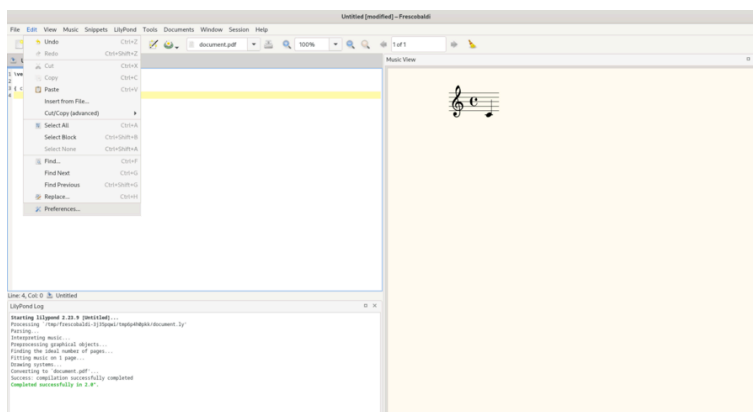 Untitled [modified] – Frescobaldi
File Edit View Music Snippets LilyPond Tools Documents Window Session Help
document.pdf 100% 1 of 1
Undo Ctrl+Z
Redo Ctrl+Shift+Z
Cut Ctrl+X
Copy Ctrl+C
Paste Ctrl+V
Insert from File...
Cut/Copy (advanced)
Select All Ctrl+A
Select Block Ctrl+Shift+B
Select None Ctrl+Shift+A
Find... Ctrl+F
Find Next Ctrl+G
Find Previous Ctrl+Shift+G
Replace... Ctrl+H
Preferences...
1 \ve
2
3 { c
4
Music View
Line: 4, Col: 0 Untitled
LilyPond Log
Starting lilypond 2.23.9 [Untitled]...
Parsing...
Interpreting music...
Preprocessing graphical objects...
Finding the ideal number of pages...
Fitting music on 1 page...
Drawing systems...
Converting to `document.pdf'...
Success: compilation successfully completed
Completed successfully in 1.0".